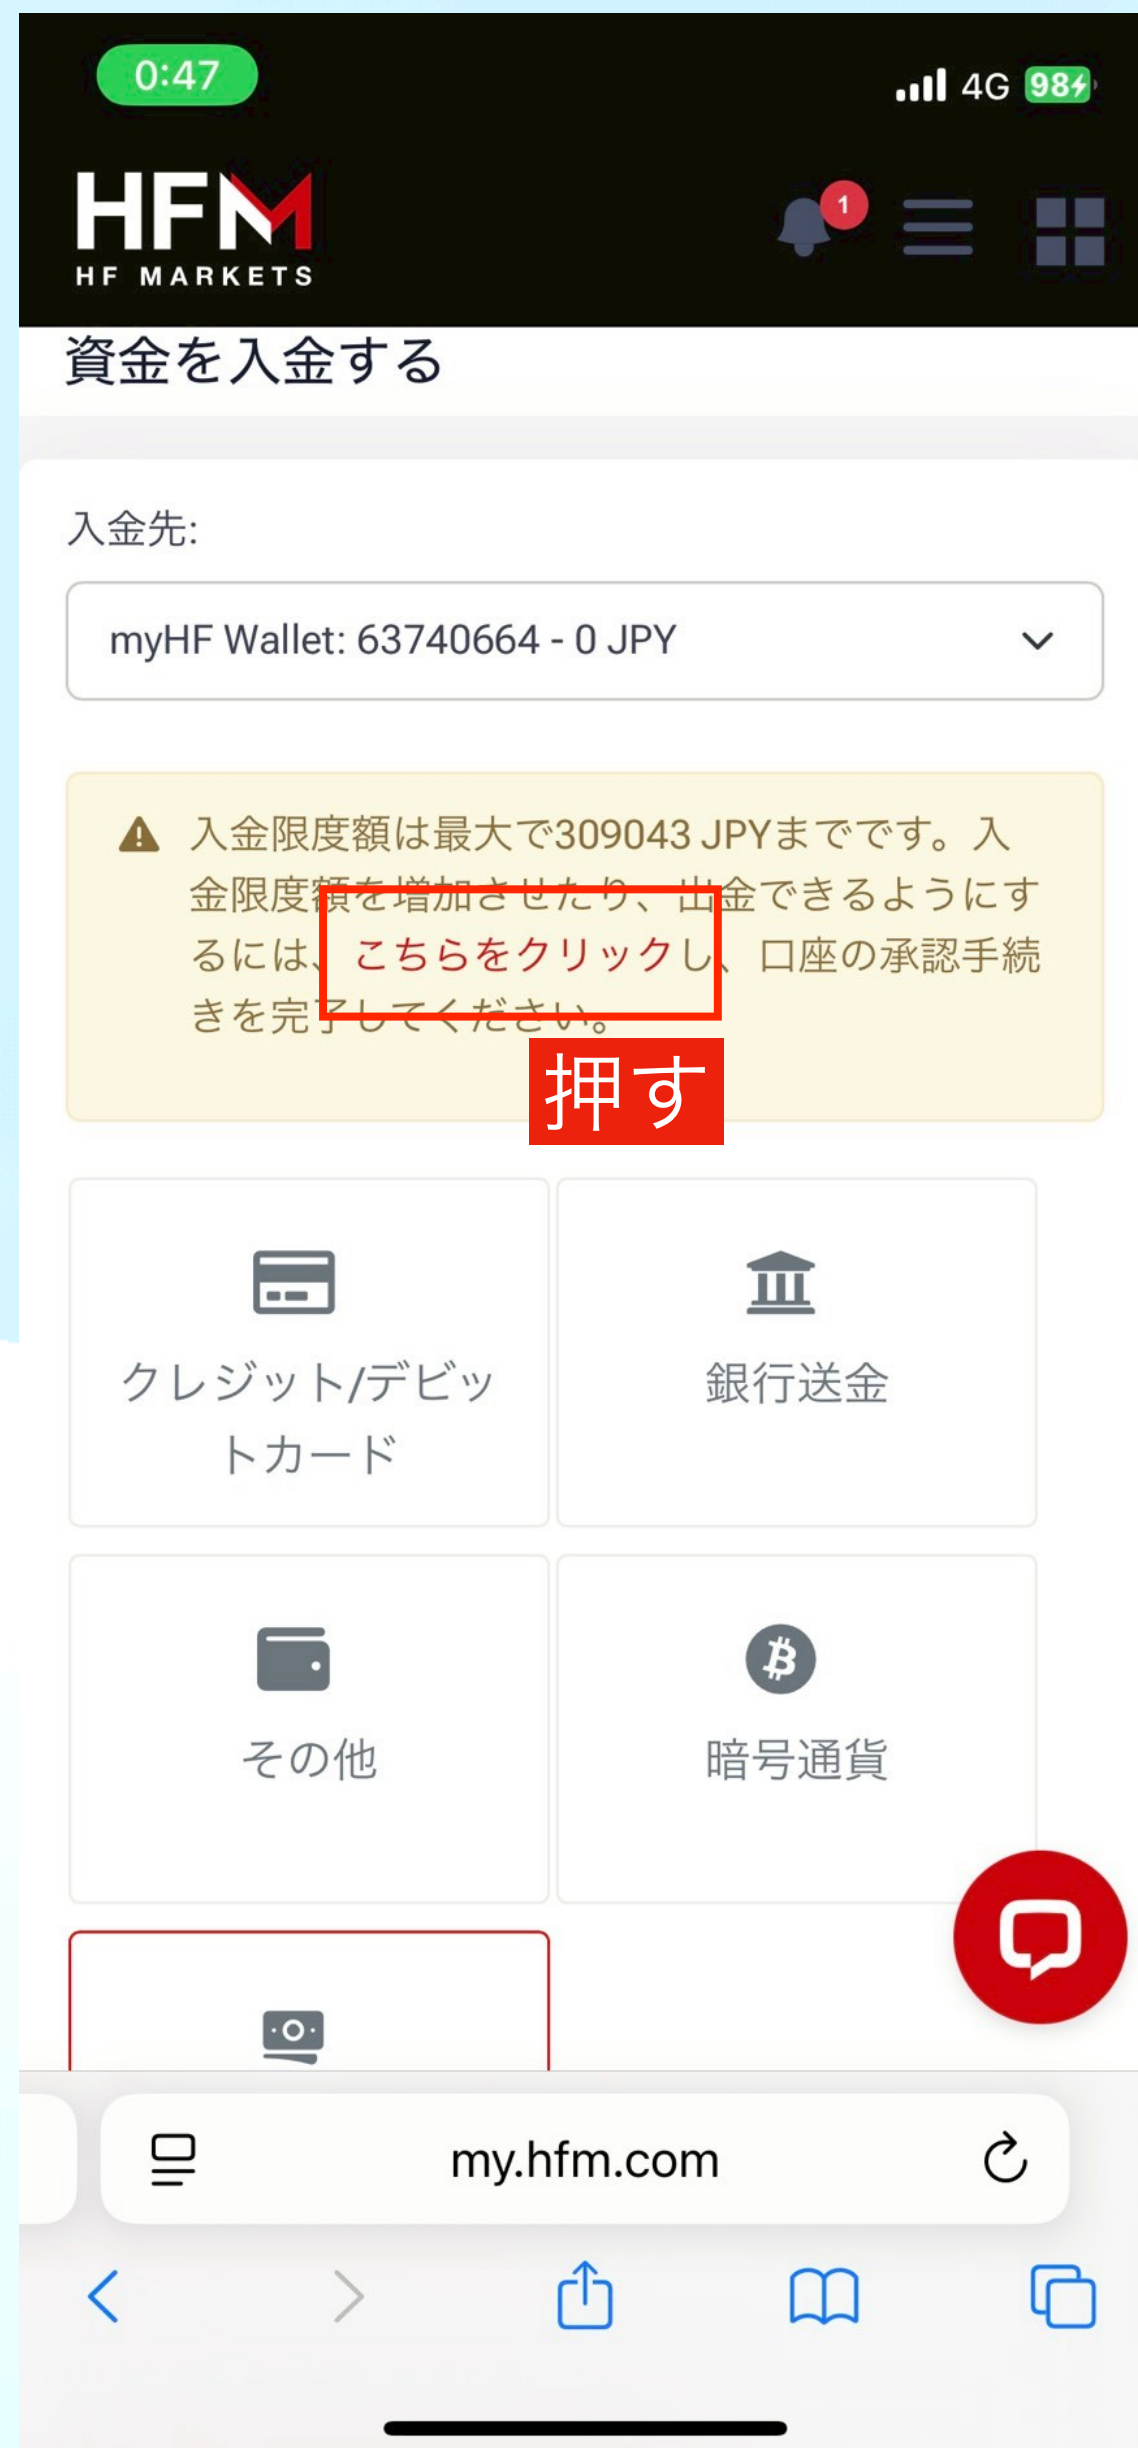 0:47
4G 98
HFM
HF MARKETS
1
資金を入金する
入金先:
myHF Wallet: 63740664 - 0 JPY
入金限度額は最大で309043 JPYまでです。入
金限度額を増加させたり、出金できるようにす
るには、こちらをクリックし、口座の承認手続
きを完了してください。
押す
クレジット/デビッ
トカード
銀行送金
その他
暗号通貨
my.hfm.com